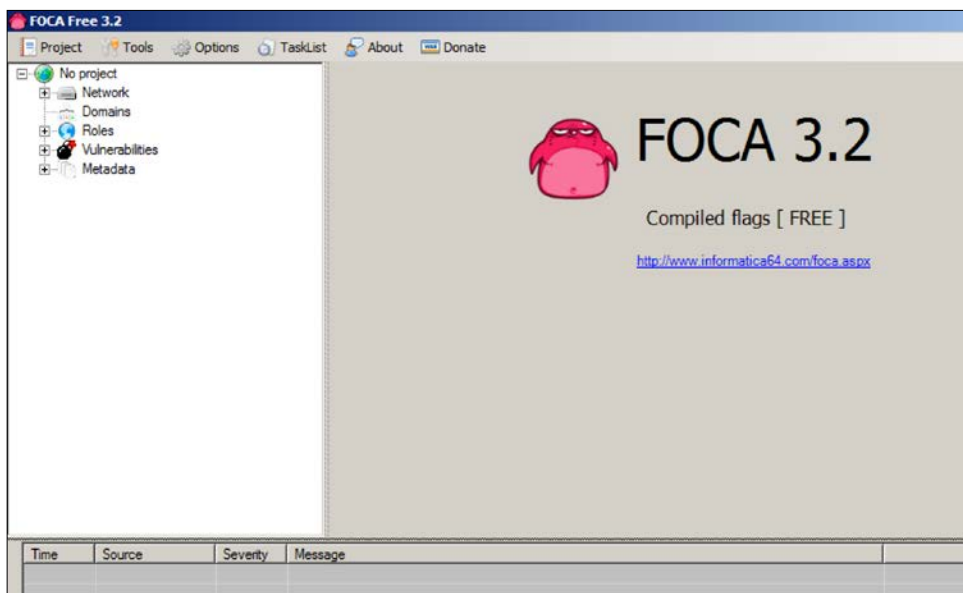 FOCA Free 3.2
Project Tools Options TaskList About Donate
No project
Network
Domains
Roles
Vulnerabilities
Metadata
FOCA 3.2
Compiled flags [ FREE ]
http://www.informatica64.com/foca.aspx
Time Source Severity Message